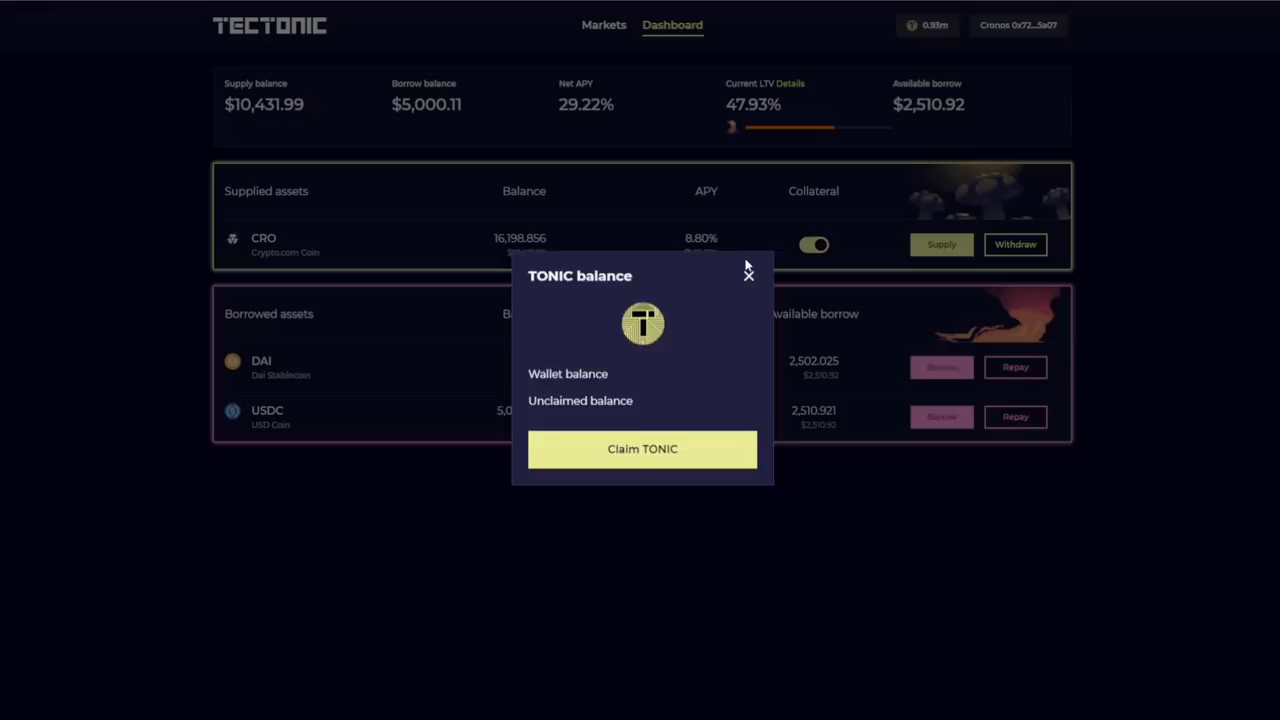 TECTONIC
Markets Dashboard
0.93m
Cronos 0x72...5a07
Supply balance
$10,431.99
Borrow balance
$5,000.11
Net APY
29.22%
Current LTV Details
47.93%
Available borrow
$2,510.92
Supplied assets Balance APY Collateral
CRO 16,198.856 8.80% Supply Withdraw
Crypto.com Coin
TONIC balance
Wallet balance
Unclaimed balance
Claim TONIC
Borrowed assets Available borrow
DAI 2,502.025 Repay
Dai Stablecoin $2,510.92
USDC 5,0 2,510.921 Borrow Repay
USD Coin $2,510.92